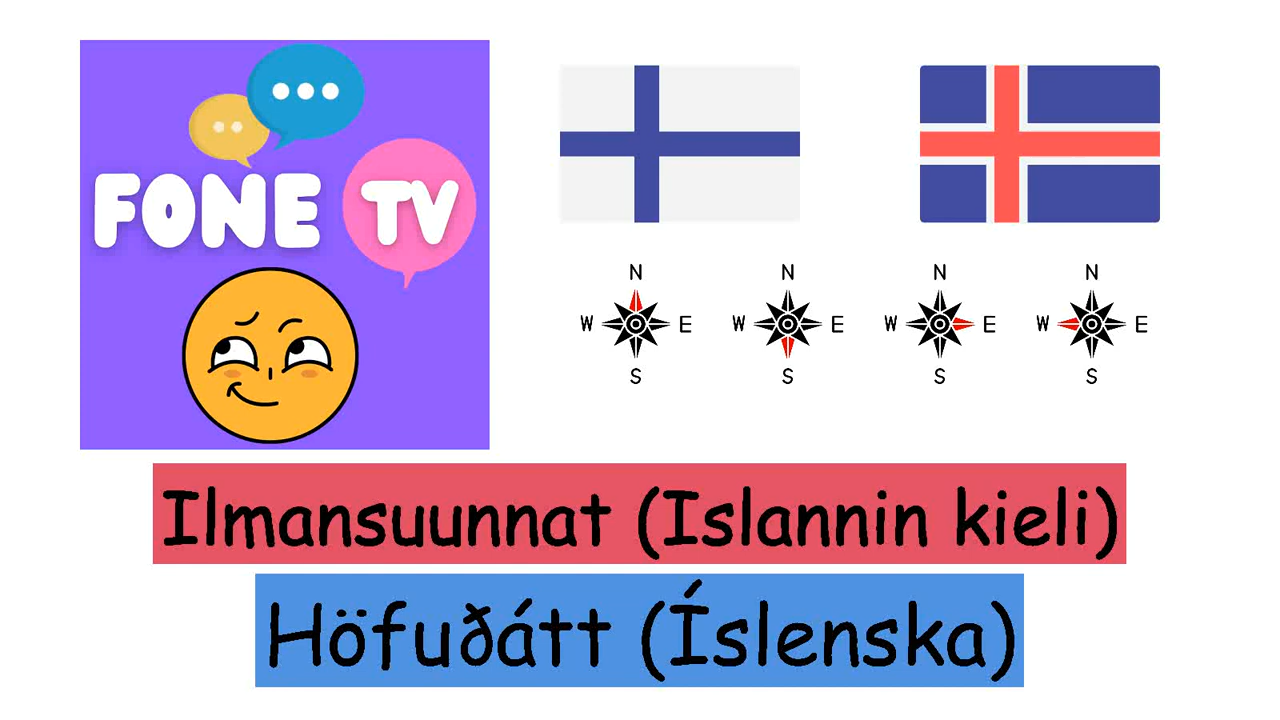 FONE TV
N N N N
W E W E W E W E
S S S S
Ilmansuunnat (Islannin kieli)
Höfuðátt (Íslenska)